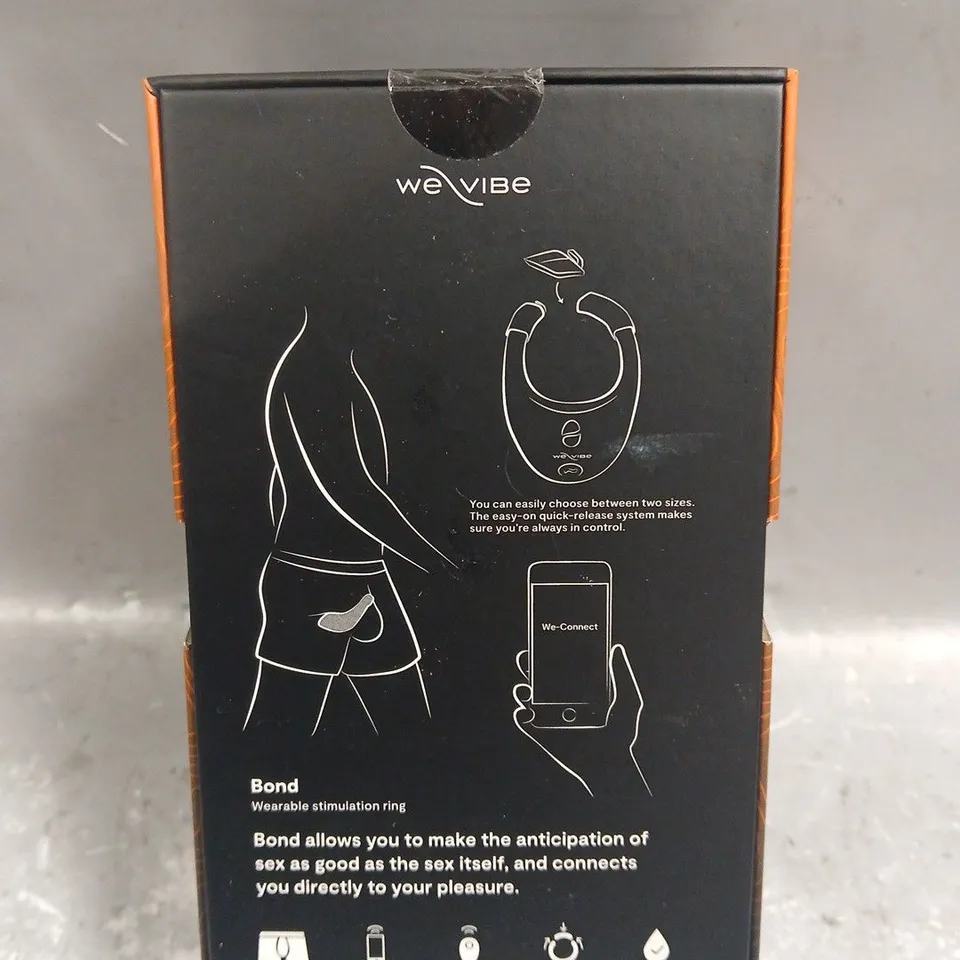 We-Vibe
We-Vibe
You can easily choose between two sizes.
The easy-on quick-release system makes
sure you're always in control.
We-Connect
Bond
Wearable stimulation ring
Bond allows you to make the anticipation of
sex as good as the sex itself, and connects
you directly to your pleasure.